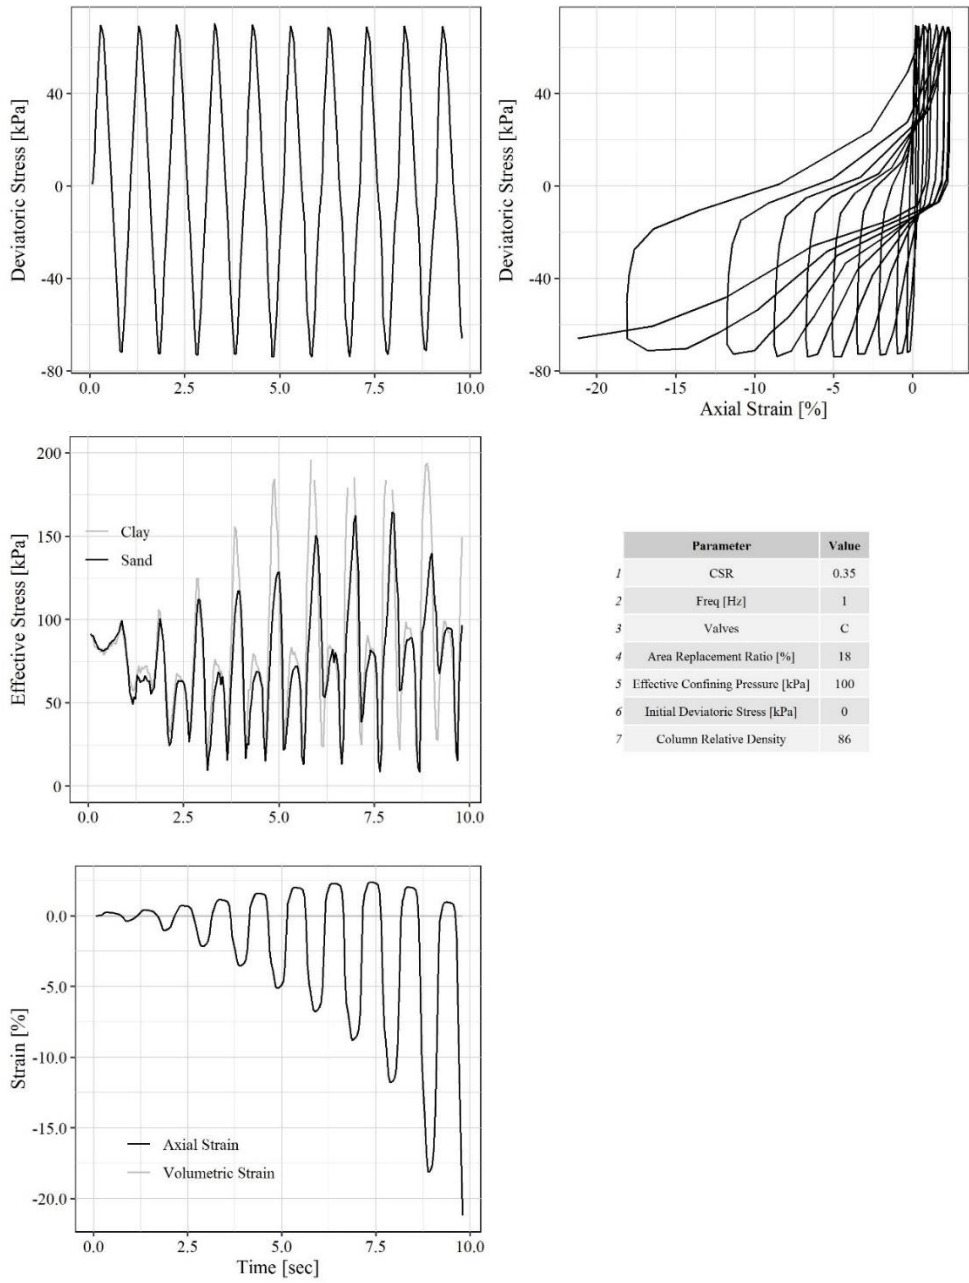 Deviatoric Stress [kPa]
40
0
-40
-80
0.0 2.5 5.0 7.5 10.0
Deviatoric Stress [kPa]
40
0
-40
-80
-20 -15 -10 -5 0
Axial Strain [%]
Effective Stress [kPa]
200
150
100
50
0
Clay
Sand
0.0 2.5 5.0 7.5 10.0
Parameter Value
1 CSR 0.35
2 Freq [Hz] 1
3 Valves C
4 Area Replacement Ratio [%] 18
5 Effective Confining Pressure [kPa] 100
6 Initial Deviatoric Stress [kPa] 0
7 Column Relative Density 86
Strain [%]
0.0
-5.0
-10.0
-15.0
-20.0
Axial Strain
Volumetric Strain
0.0 2.5 5.0 7.5 10.0
Time [sec]